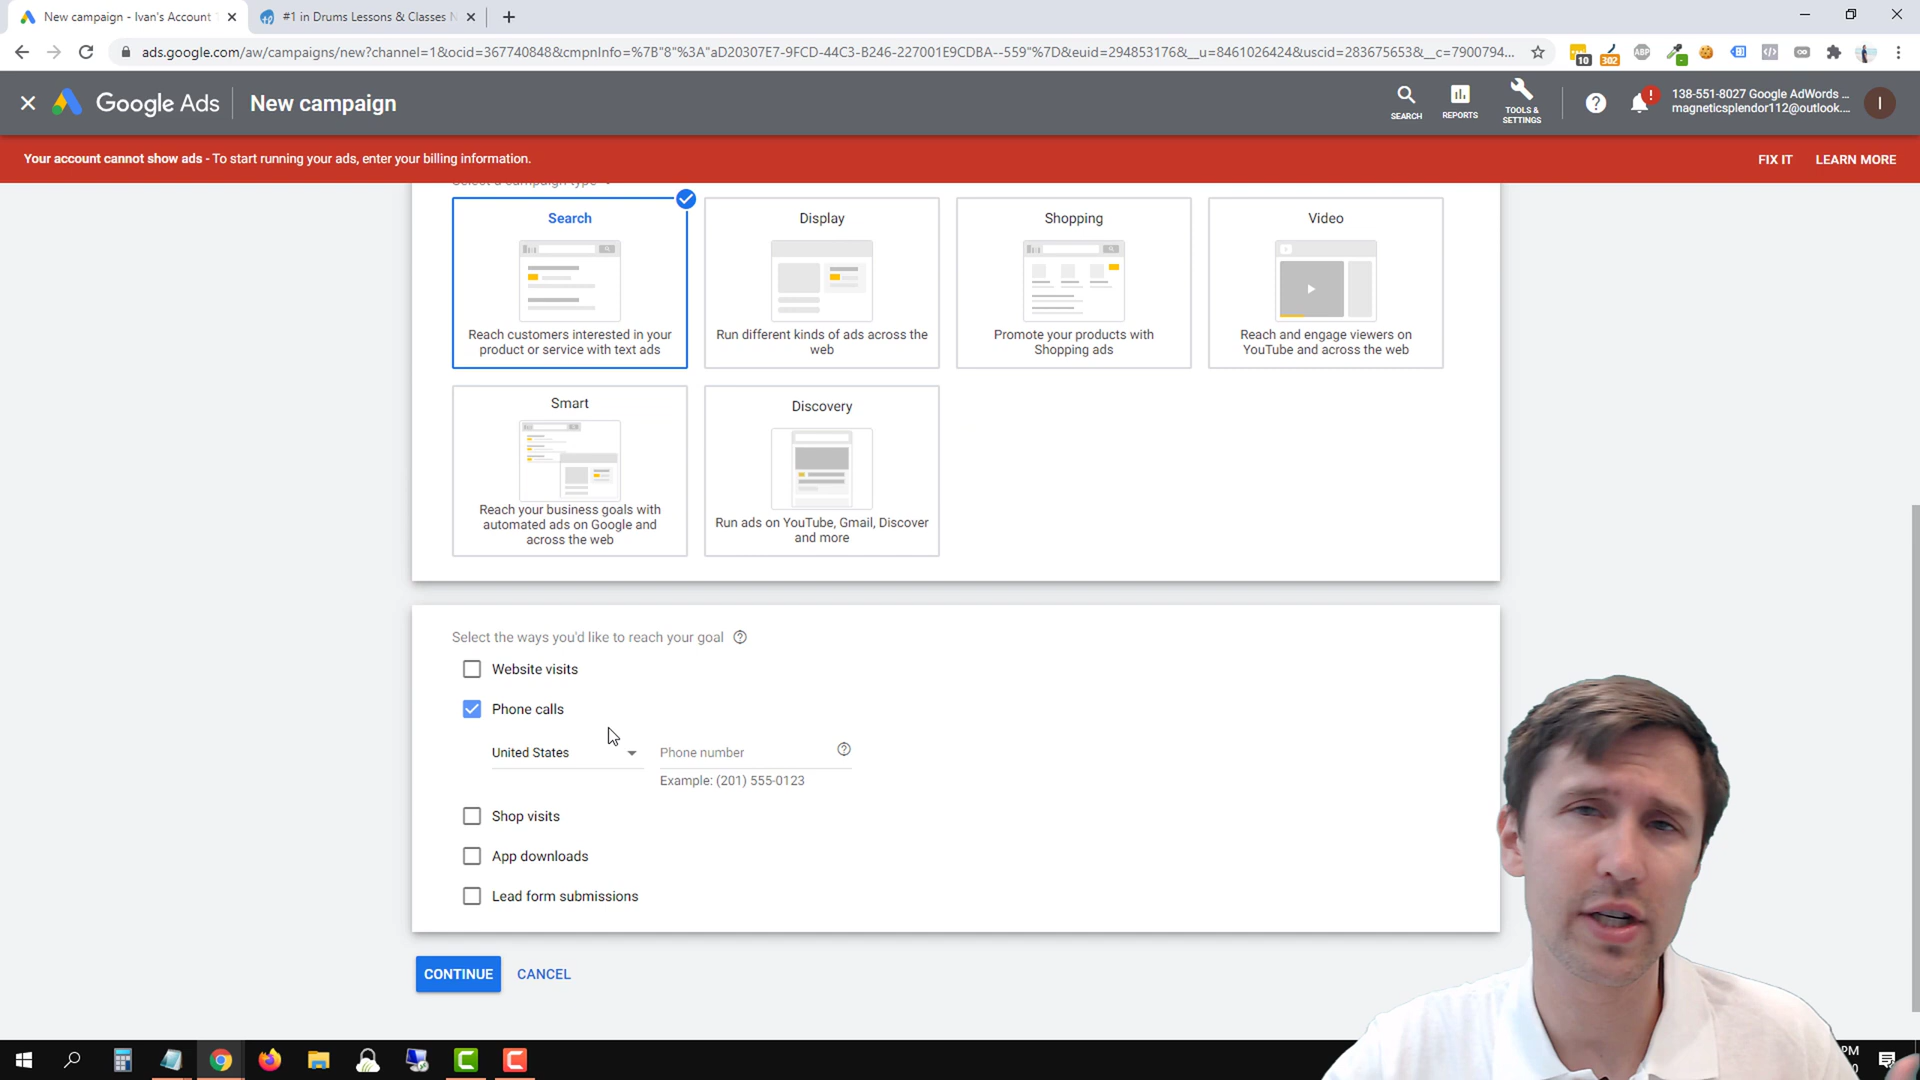 New campaign - Ivan's Account
#1 in Drums Lessons & Classes N
ads.google.com/aw/campaigns/new?channel=1&ocid=367740848&cmpnInfo=%7B"8"%3A"aD20307E7-9FCD-44C3-B246-227001E9CDBA--559"%7D&euid=294853176&__u=8461026424&uscid=283675653&__c=7900794...
10
302
ABP
Google Ads
New campaign
SEARCH
REPORTS
TOOLS &
SETTINGS
138-551-8027 Google AdWords ...
magneticsplendor112@outlook....
I
Your account cannot show ads - To start running your ads, enter your billing information.
FIX IT
LEARN MORE
Select a campaign type
Search
Reach customers interested in your
product or service with text ads
Display
Run different kinds of ads across the
web
Shopping
Promote your products with
Shopping ads
Video
Reach and engage viewers on
YouTube and across the web
Smart
Reach your business goals with
automated ads on Google and
across the web
Discovery
Run ads on YouTube, Gmail, Discover
and more
Select the ways you'd like to reach your goal
Website visits
Phone calls
United States
Phone number
Example: (201) 555-0123
Shop visits
App downloads
Lead form submissions
CONTINUE
CANCEL
PM